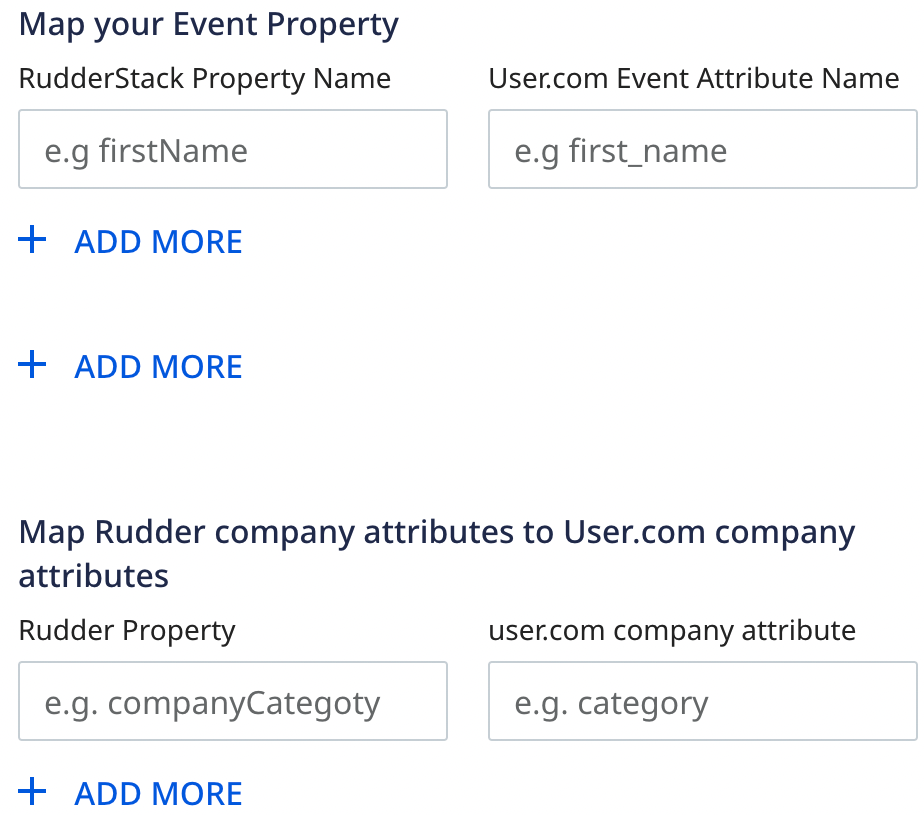 Map your Event Property
RudderStack Property Name User.com Event Attribute Name
e.g firstName e.g first_name
+ ADD MORE
+ ADD MORE
Map Rudder company attributes to User.com company
attributes
Rudder Property user.com company attribute
e.g. companyCategoty e.g. category
+ ADD MORE